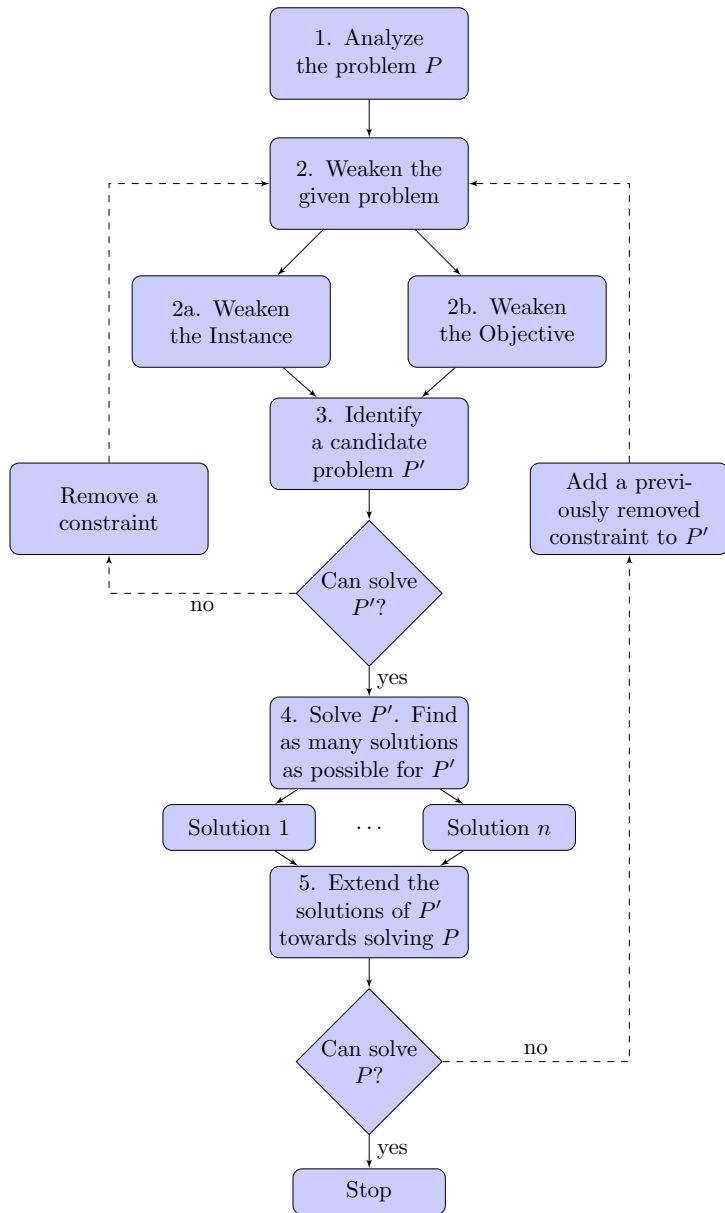 1. Analyze
the problem P
2. Weaken the
given problem
2a. Weaken
the Instance
2b. Weaken
the Objective
3. Identify
a candidate
problem P′
Remove a
constraint
Add a previ-
ously removed
constraint to P′
Can solve
P′?
no
yes
4. Solve P′. Find
as many solutions
as possible for P′
Solution 1
...
Solution n
5. Extend the
solutions of P′
towards solving P
Can solve
P?
no
yes
Stop